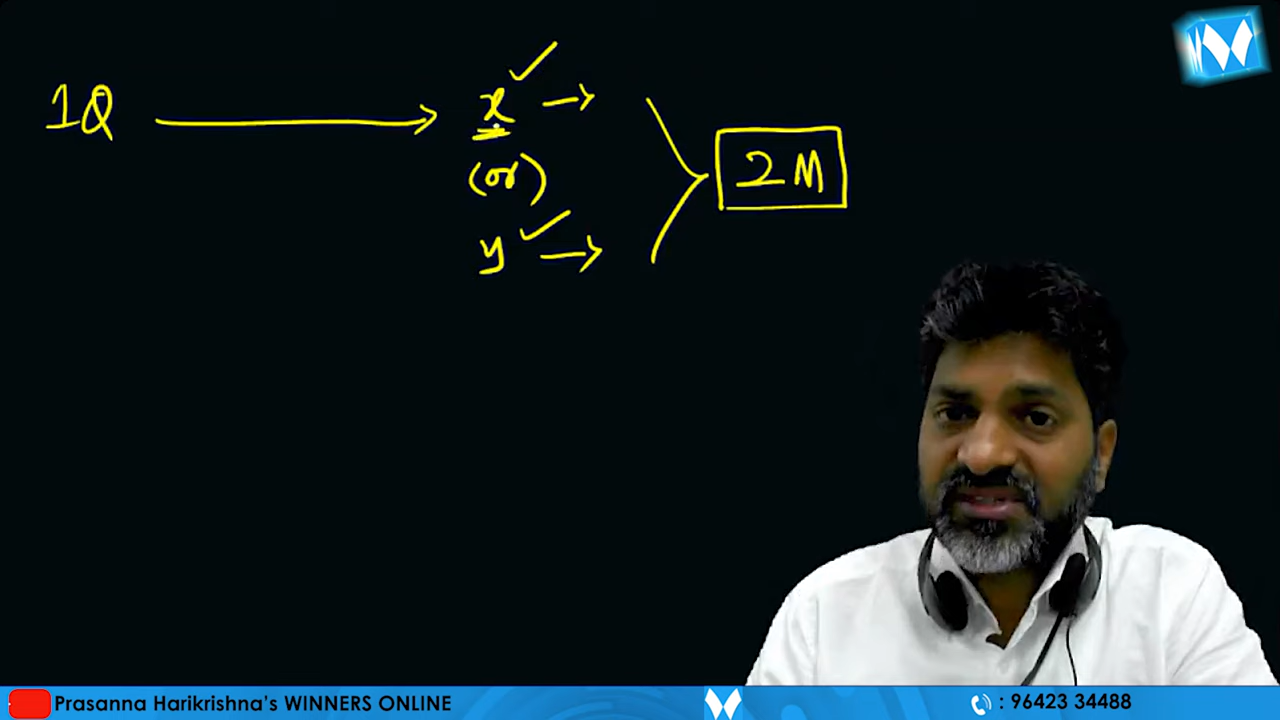 1Q → x ✓ →
(or)
y ✓ →
2M
Prasanna Harikrishna's WINNERS ONLINE
: 96423 34488